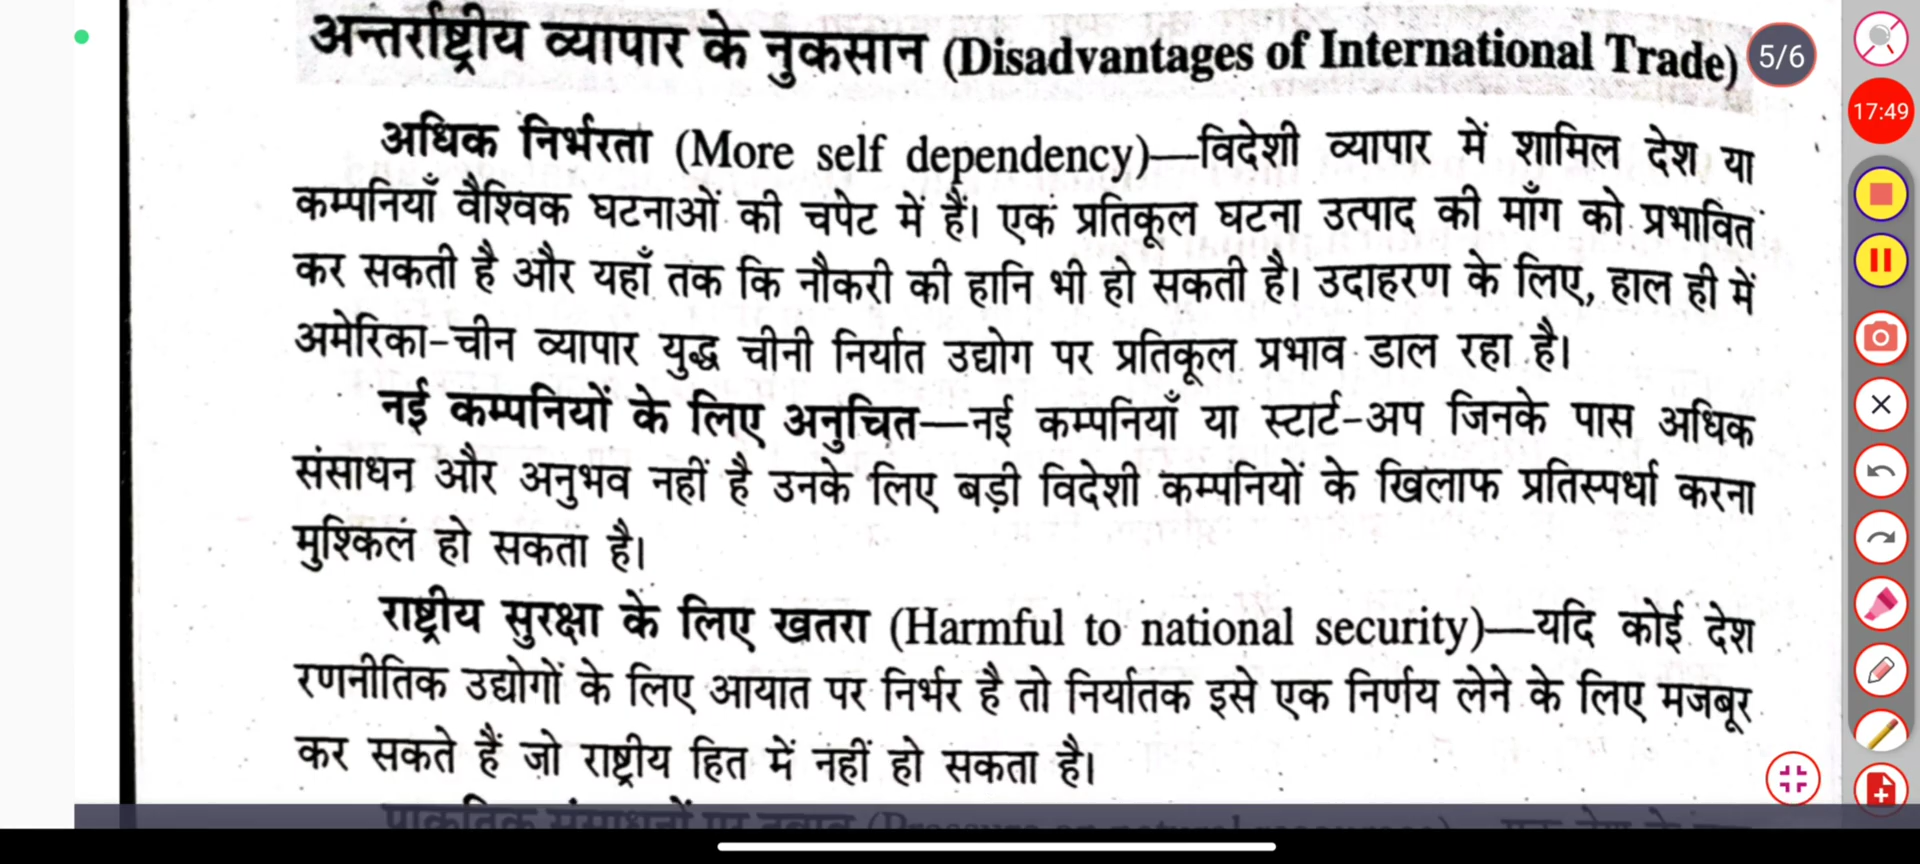 अन्तर्राष्ट्रीय व्यापार के नुकसान (Disadvantages of International Trade)
5/6
17:49
अधिक निर्भरता (More self dependency)—विदेशी व्यापार में शामिल देश या
कम्पनियाँ वैश्विक घटनाओं की चपेट में हैं। एक प्रतिकूल घटना उत्पाद की माँग को प्रभावित
कर सकती है और यहाँ तक कि नौकरी की हानि भी हो सकती है। उदाहरण के लिए, हाल ही में
अमेरिका-चीन व्यापार युद्ध चीनी निर्यात उद्योग पर प्रतिकूल प्रभाव डाल रहा है।
नई कम्पनियों के लिए अनुचित—नई कम्पनियाँ या स्टार्ट-अप जिनके पास अधिक
संसाधन और अनुभव नहीं है उनके लिए बड़ी विदेशी कम्पनियों के खिलाफ प्रतिस्पर्धा करना
मुश्किल हो सकता है।
राष्ट्रीय सुरक्षा के लिए खतरा (Harmful to national security)—यदि कोई देश
रणनीतिक उद्योगों के लिए आयात पर निर्भर है तो निर्यातक इसे एक निर्णय लेने के लिए मजबूर
कर सकते हैं जो राष्ट्रीय हित में नहीं हो सकता है।